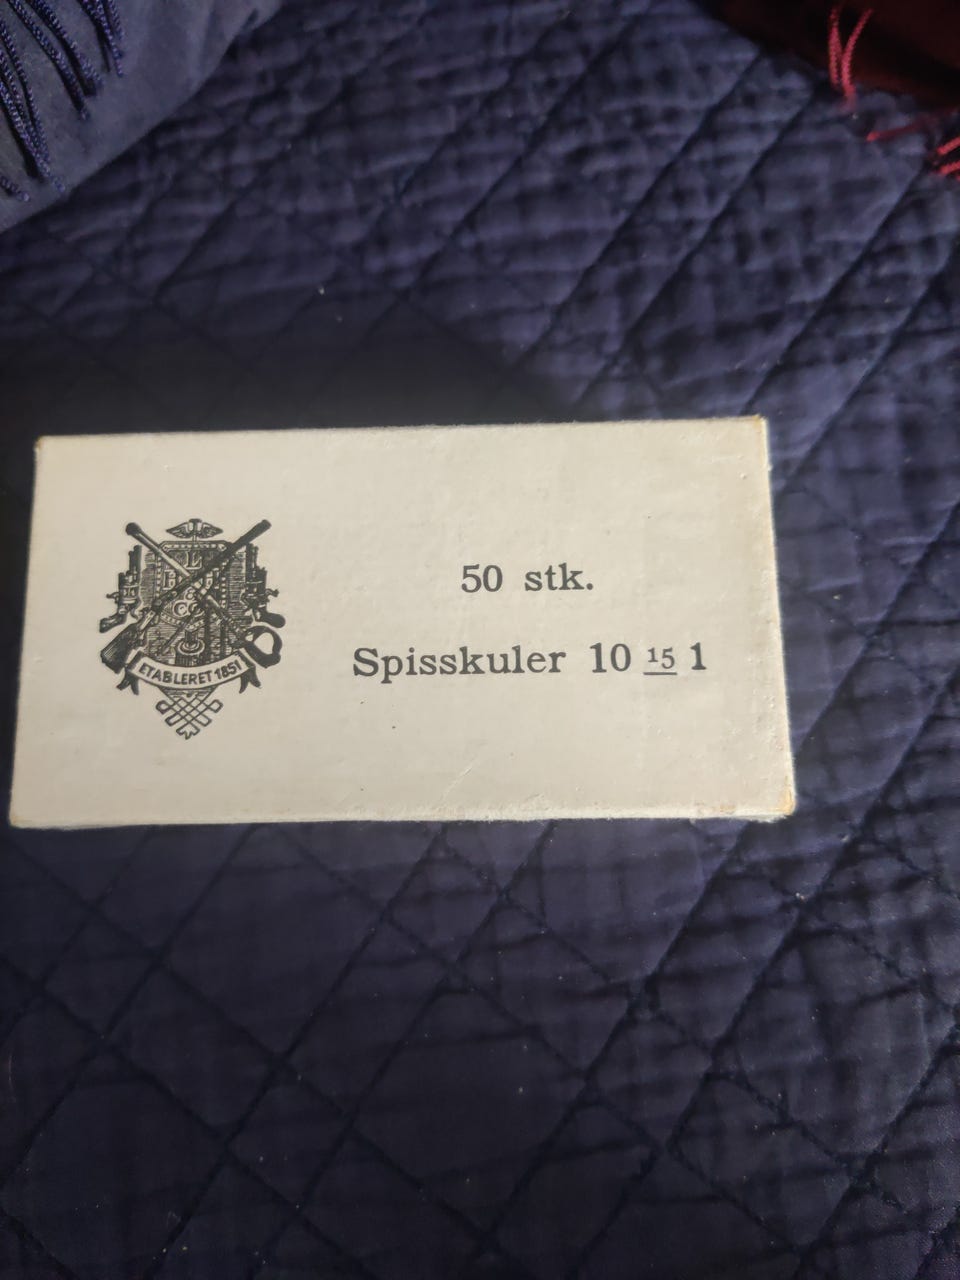 ETABLERET 1851
50 stk.
Spisskuler 10 15 1